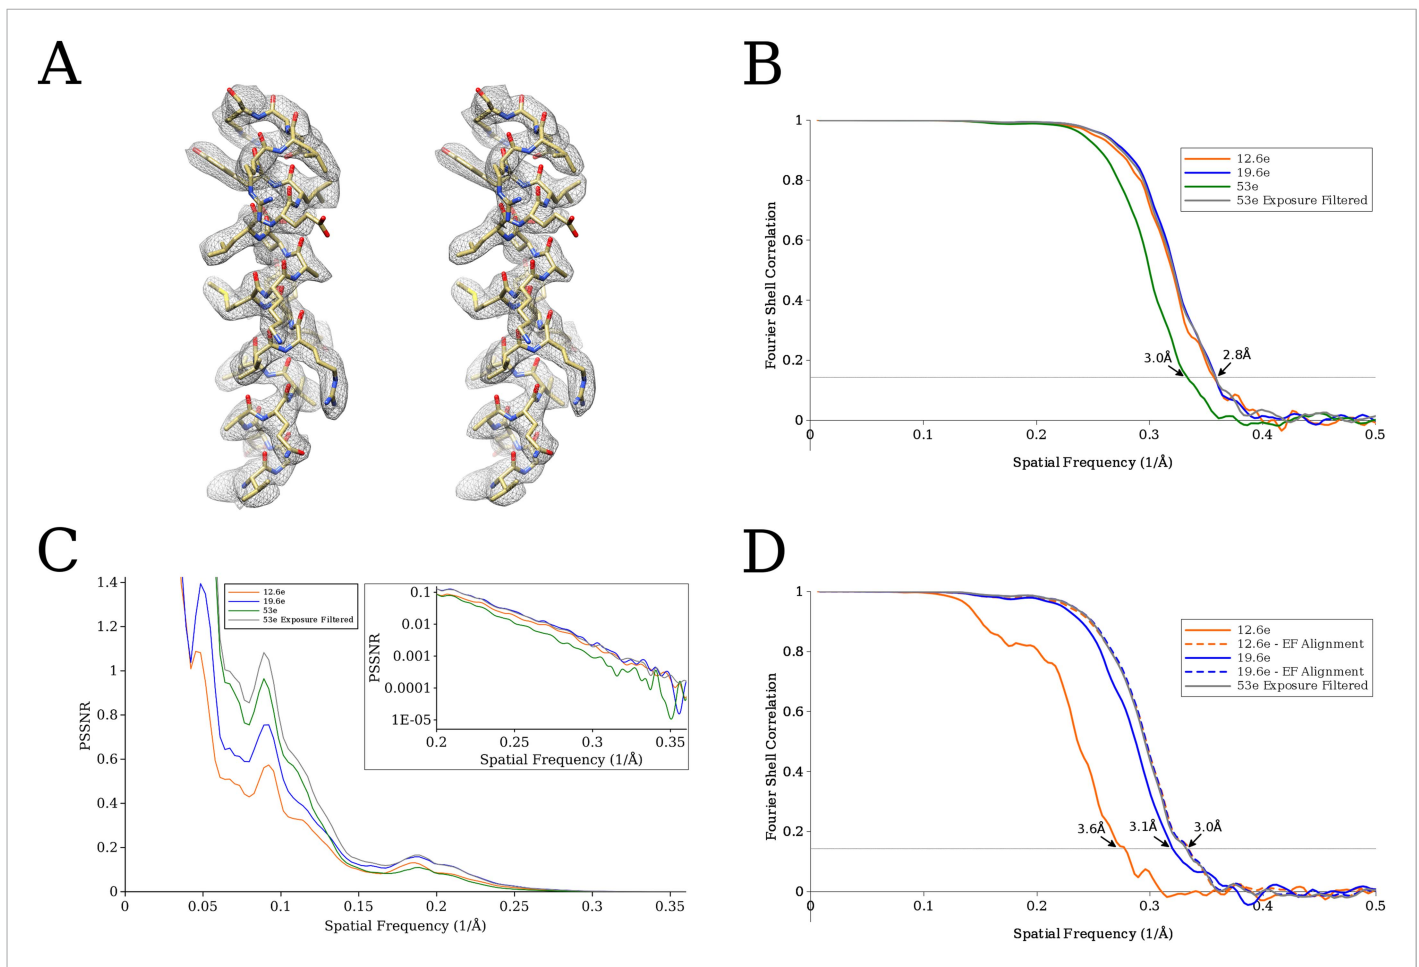 A
B
1
0.8
0.6
0.4
0.2
0
Fourier Shell Correlation
12.6e
19.6e
53e
53e Exposure Filtered
3.0Å
2.8Å
0
0.1
0.2
0.3
0.4
0.5
Spatial Frequency (1/Å)
C
1.4
1.2
1
0.8
0.6
0.4
0.2
0
PSSNR
12.6e
19.6e
53e
53e Exposure Filtered
0.1
0.01
0.001
0.0001
1E-05
PSSNR
0.2
0.25
0.3
0.35
Spatial Frequency (1/Å)
0
0.05
0.1
0.15
0.2
0.25
0.3
0.35
Spatial Frequency (1/Å)
D
1
0.8
0.6
0.4
0.2
0
Fourier Shell Correlation
12.6e
12.6e - EF Alignment
19.6e
19.6e - EF Alignment
53e Exposure Filtered
3.6Å
3.1Å
3.0Å
0
0.1
0.2
0.3
0.4
0.5
Spatial Frequency (1/Å)